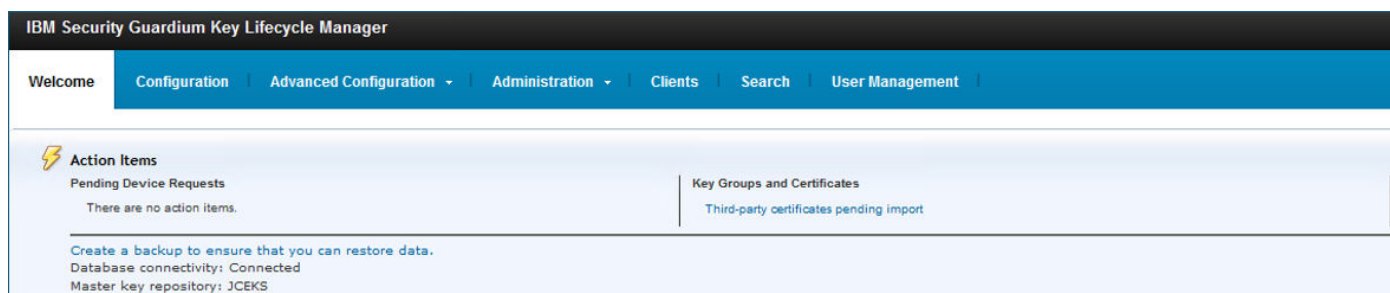 IBM Security Guardium Key Lifecycle Manager
Welcome Configuration Advanced Configuration Administration Clients Search User Management
Action Items
Pending Device Requests
There are no action items.
Key Groups and Certificates
Third-party certificates pending import
Create a backup to ensure that you can restore data.
Database connectivity: Connected
Master key repository: JCEKS